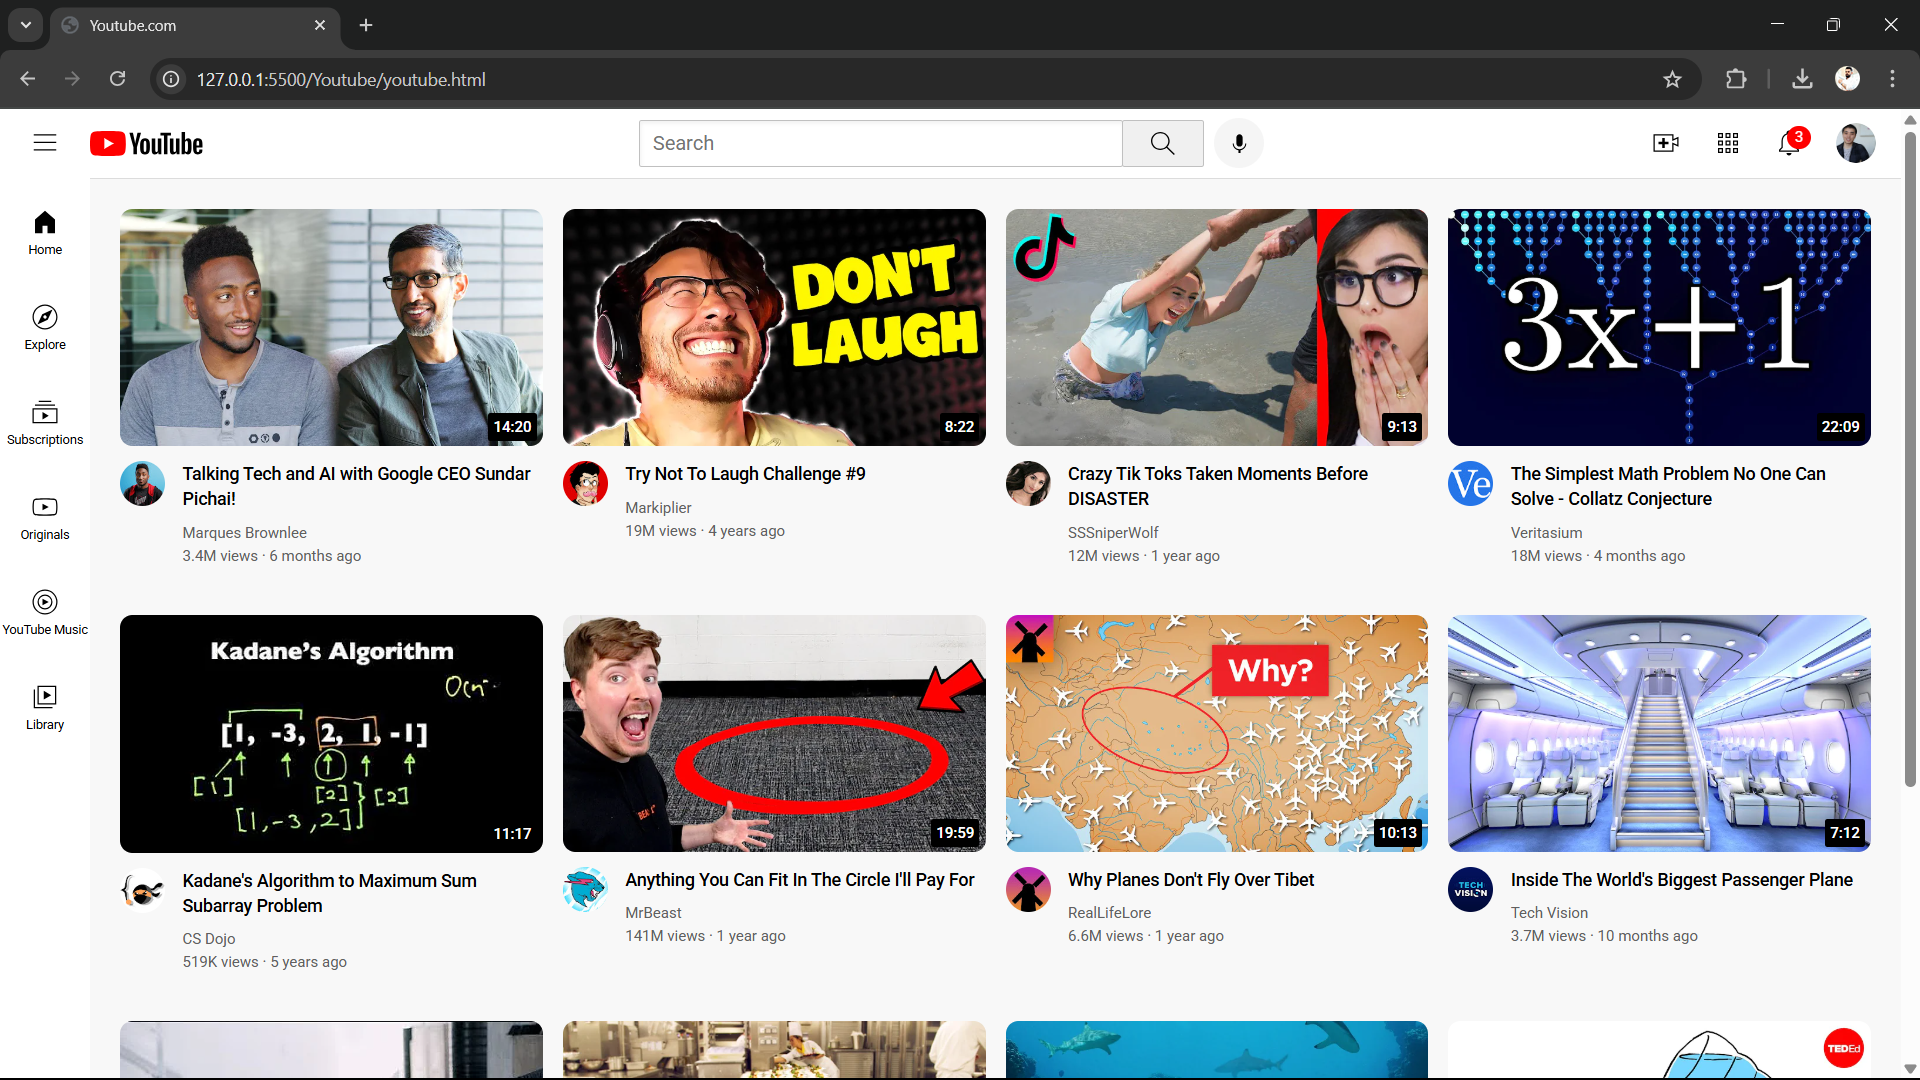 Youtube.com
127.0.0.1:5500/Youtube/youtube.html
YouTube
Search
3
Home
Explore
Subscriptions
Originals
YouTube Music
Library
14:20
DON'T
LAUGH
8:22
9:13
3x+1
22:09
Talking Tech and AI with Google CEO Sundar
Pichai!
Marques Brownlee
3.4M views · 6 months ago
Try Not To Laugh Challenge #9
Markiplier
19M views · 4 years ago
Crazy Tik Toks Taken Moments Before
DISASTER
SSSniperWolf
12M views · 1 year ago
Ve
The Simplest Math Problem No One Can
Solve - Collatz Conjecture
Veritasium
18M views · 4 months ago
Kadane's Algorithm
[1, -3, 2, 1, -1]
[1]
[2]
[2]
[1,-3,2]
11:17
19:59
Why?
10:13
7:12
Kadane's Algorithm to Maximum Sum
Subarray Problem
CS Dojo
519K views · 5 years ago
Anything You Can Fit In The Circle I'll Pay For
MrBeast
141M views · 1 year ago
Why Planes Don't Fly Over Tibet
RealLifeLore
6.6M views · 1 year ago
TECH
VISION
Inside The World's Biggest Passenger Plane
Tech Vision
3.7M views · 10 months ago
TEDEd